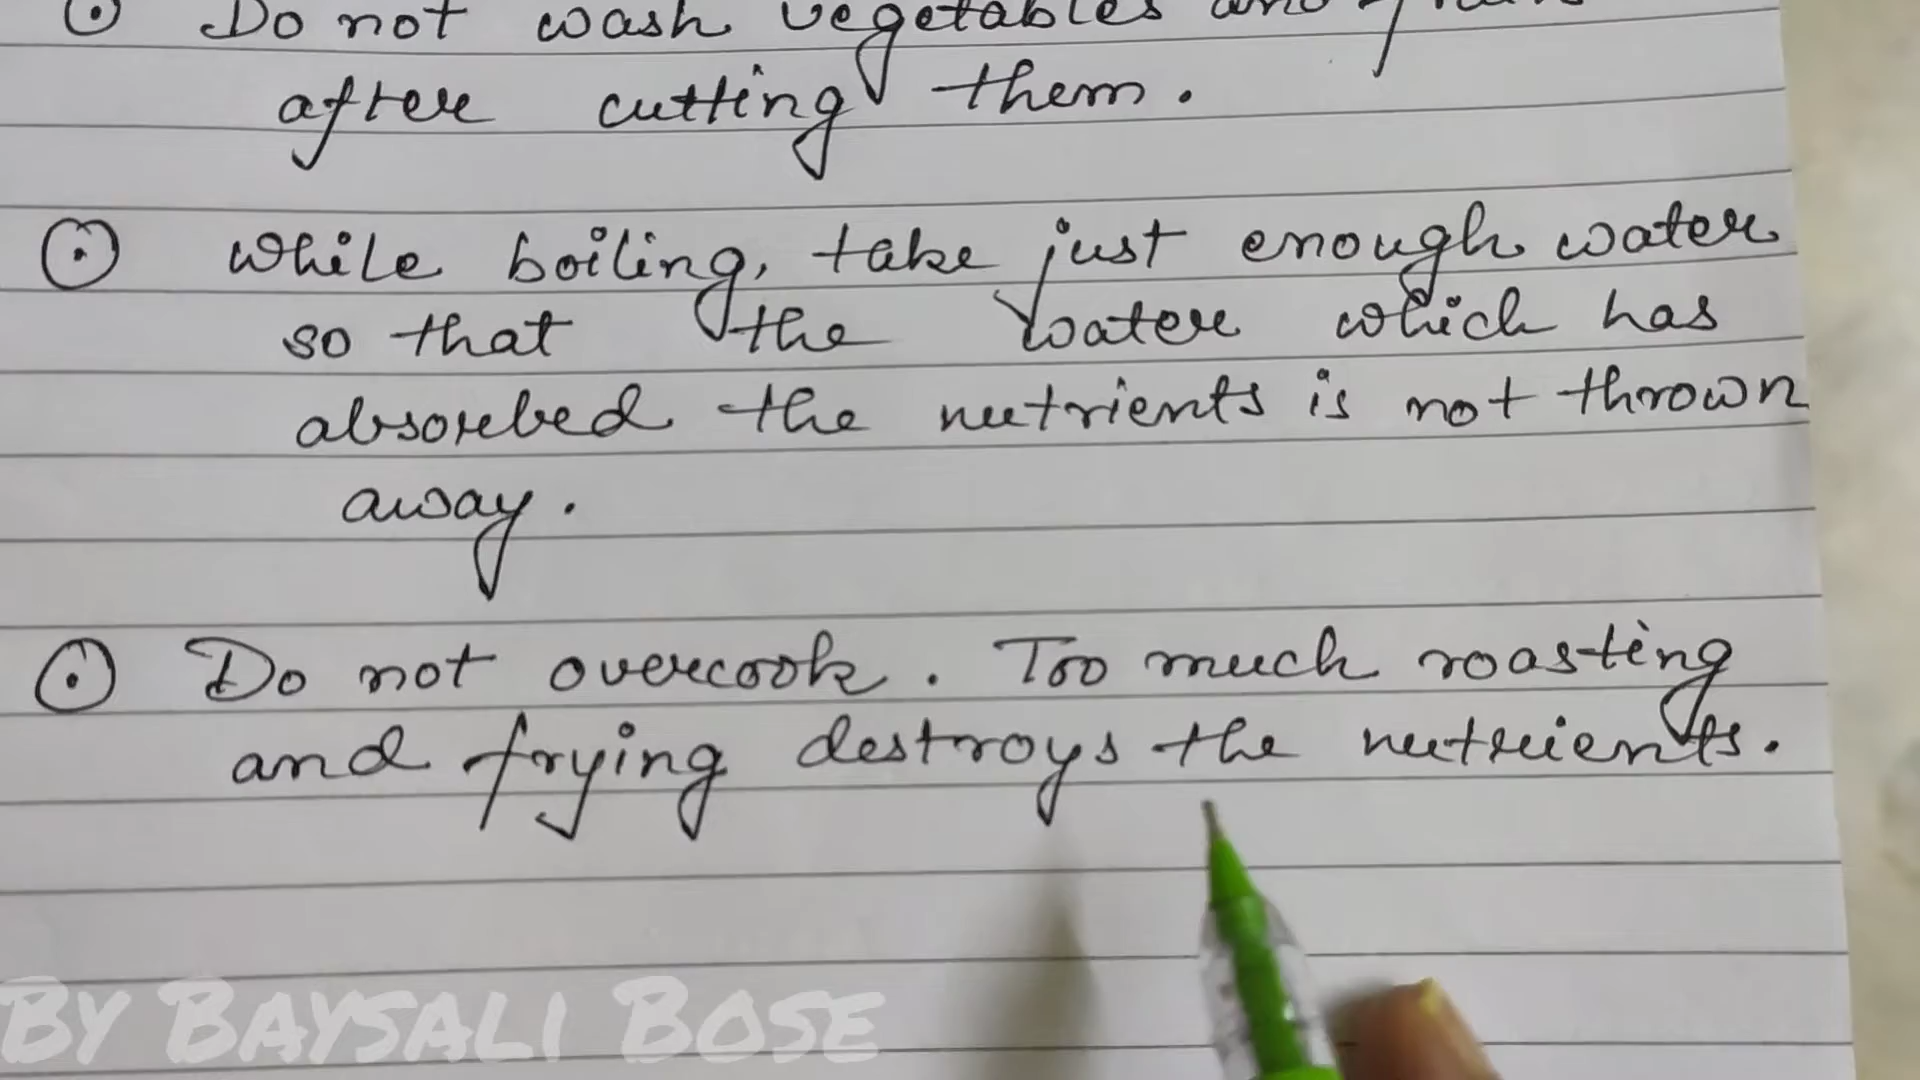 Do not wash vegetables and
after cutting them.
While boiling, take just enough water
so that the water which has
absorbed the nutrients is not thrown
away.
Do not overcook. Too much roasting
and frying destroys the nutrients.
By Baysali Bose